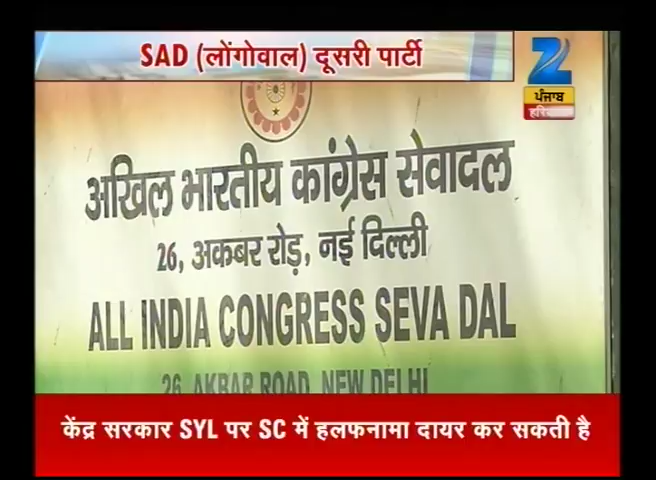 SAD (लोंगोवाल) दूसरी पार्टी
Z
ਪੰਜਾਬ
अखिल भारतीय कांग्रेस सेवादल
26, अकबर रोड़, नई दिल्ली
ALL INDIA CONGRESS SEVA DAL
26, AKBAR ROAD, NEW DELHI
केंद्र सरकार SYL पर SC में हलफनामा दायर कर सकती है